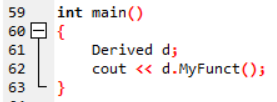 59 int main()
60 {
61     Derived d;
62     cout << d.MyFunct();
63 }